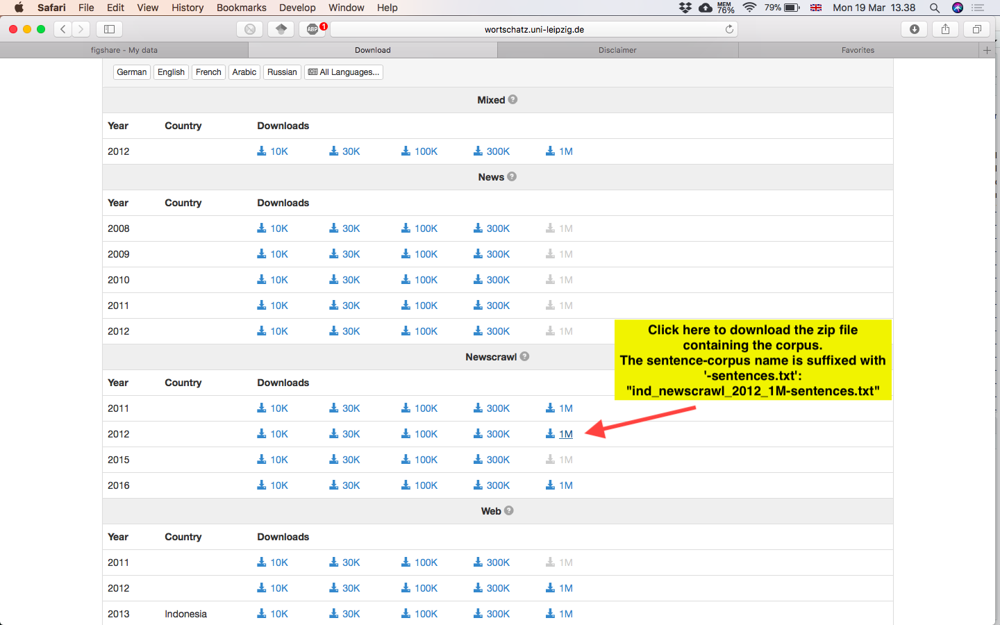 Safari File Edit View History Bookmarks Develop Window Help MEM 76% 79% Mon 19 Mar 13.38
ABP 1 wortschatz.uni-leipzig.de
figshare - My data Download Disclaimer Favorites
German English French Arabic Russian All Languages...
Mixed
Year Country Downloads
2012 10K 30K 100K 300K 1M
News
Year Country Downloads
2008 10K 30K 100K 300K 1M
2009 10K 30K 100K 300K 1M
2010 10K 30K 100K 300K 1M
2011 10K 30K 100K 300K 1M
2012 10K 30K 100K 300K 1M
Click here to download the zip file
containing the corpus.
The sentence-corpus name is suffixed with
'-sentences.txt':
"ind_newscrawl_2012_1M-sentences.txt"
Newscrawl
Year Country Downloads
2011 10K 30K 100K 300K 1M
2012 10K 30K 100K 300K 1M
2015 10K 30K 100K 300K 1M
2016 10K 30K 100K 300K 1M
Web
Year Country Downloads
2011 10K 30K 100K 300K 1M
2012 10K 30K 100K 300K 1M
2013 Indonesia 10K 30K 100K 300K 1M